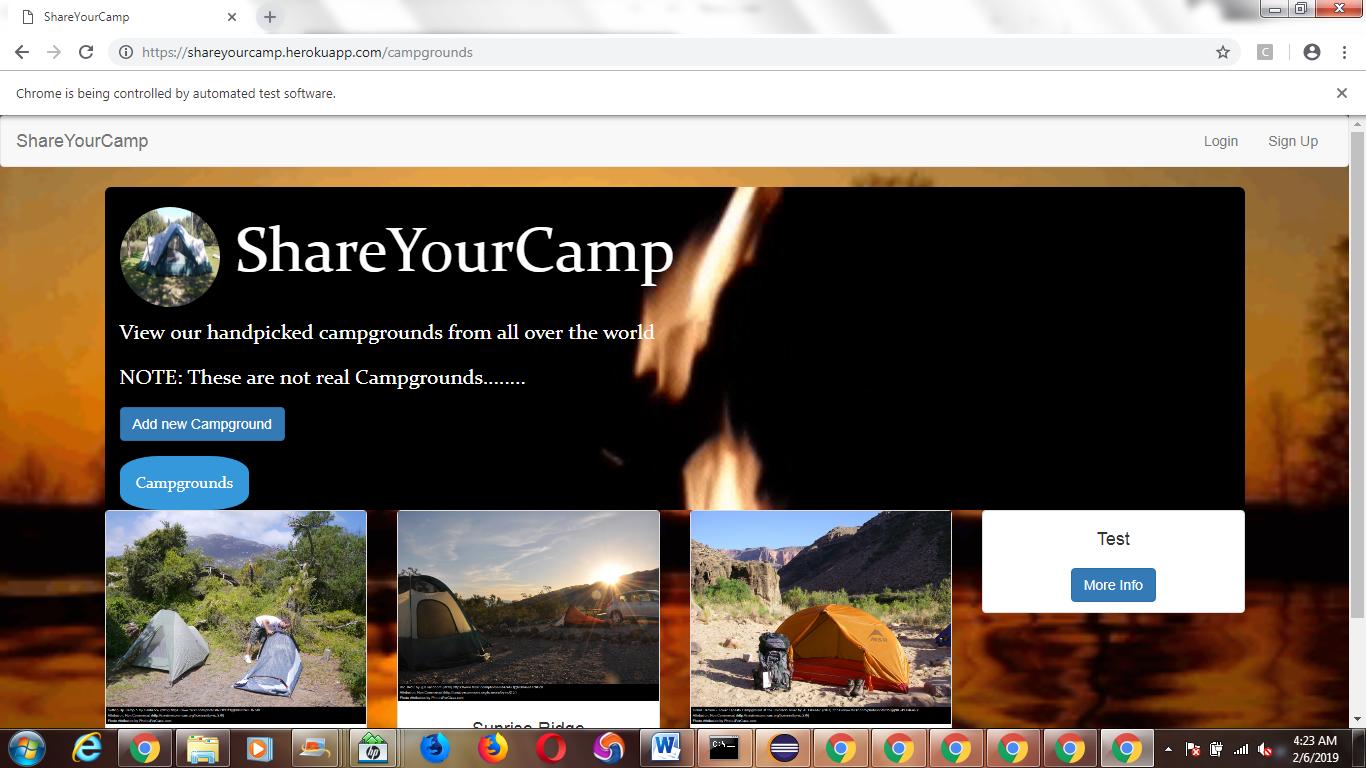 ShareYourCamp
https://shareyourcamp.herokuapp.com/campgrounds
C
Chrome is being controlled by automated test software.
ShareYourCamp
Login
Sign Up
ShareYourCamp
View our handpicked campgrounds from all over the world
NOTE: These are not real Campgrounds........
Add new Campground
Campgrounds
Test
More Info
Sunrise Ridge
hp
C:\_
4:23 AM
2/6/2019